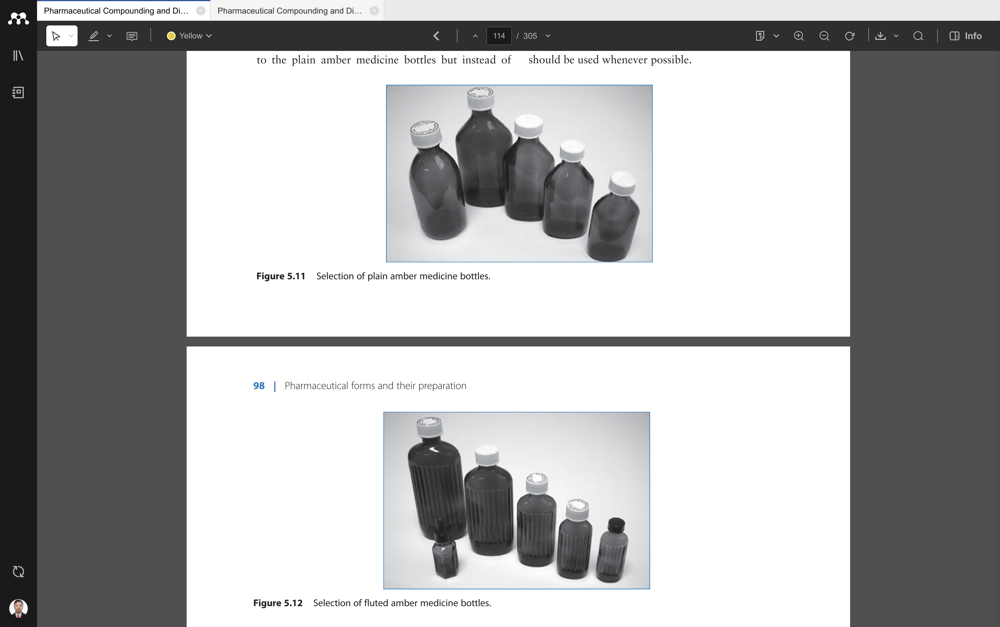 Pharmaceutical Compounding and Di...
Pharmaceutical Compounding and Di...
Yellow
114 / 305
Info
to the plain amber medicine bottles but instead of
should be used whenever possible.
Figure 5.11 Selection of plain amber medicine bottles.
98 | Pharmaceutical forms and their preparation
Figure 5.12 Selection of fluted amber medicine bottles.